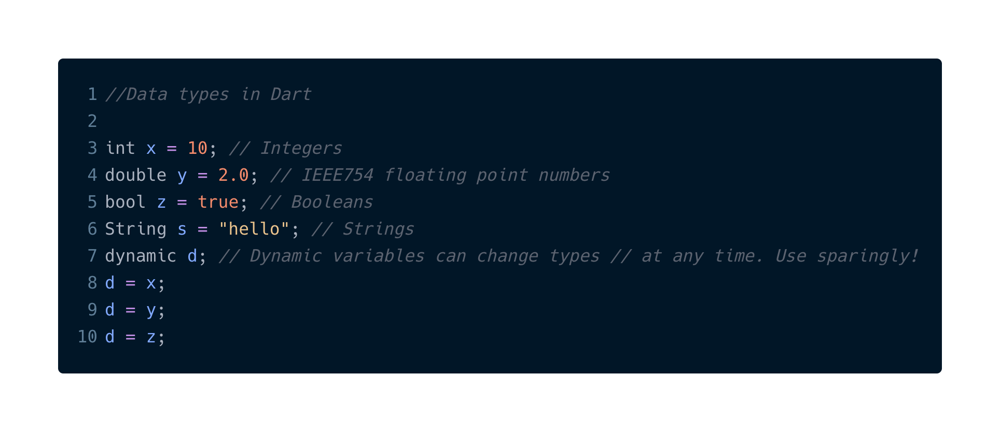 1 //Data types in Dart
2
3 int x = 10; // Integers
4 double y = 2.0; // IEEE754 floating point numbers
5 bool z = true; // Booleans
6 String s = "hello"; // Strings
7 dynamic d; // Dynamic variables can change types // at any time. Use sparingly!
8 d = x;
9 d = y;
10 d = z;